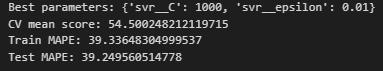 Best parameters: {'svr__C': 1000, 'svr__epsilon': 0.01}
CV mean score: 54.500248212119715
Train MAPE: 39.33648304999537
Test MAPE: 39.249560514778